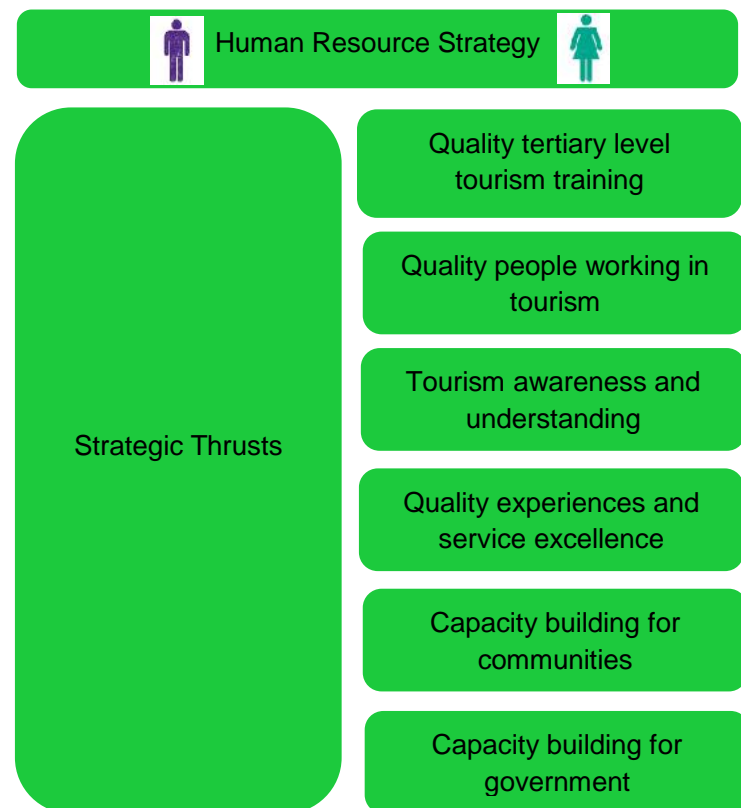 Human Resource Strategy
Strategic Thrusts
Quality tertiary level
tourism training
Quality people working in
tourism
Tourism awareness and
understanding
Quality experiences and
service excellence
Capacity building for
communities
Capacity building for
government